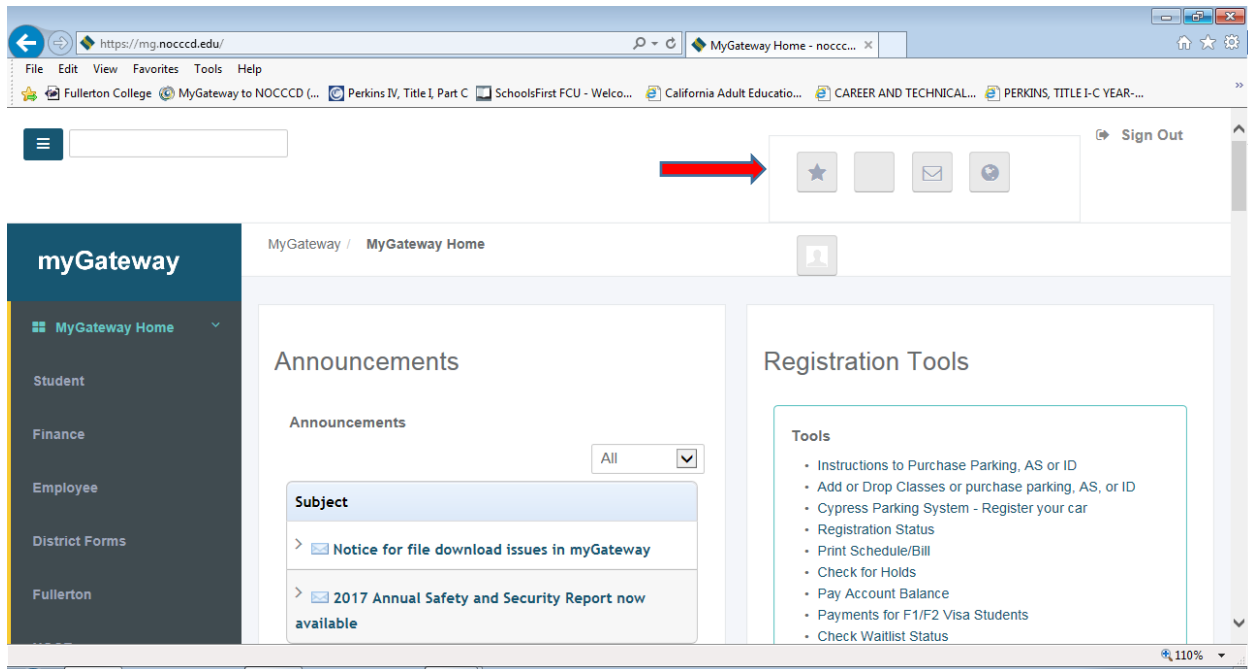 https://mg.nocccd.edu/
MyGateway Home - noccc...
File Edit View Favorites Tools Help
Fullerton College MyGateway to NOCCCD (... Perkins IV, Title I, Part C SchoolsFirst FCU - Welco... California Adult Educatio... CAREER AND TECHNICAL... PERKINS, TITLE I-C YEAR-...
Sign Out
myGateway
MyGateway / MyGateway Home
MyGateway Home
Student
Finance
Employee
District Forms
Fullerton
Announcements
Announcements
All
Subject
Notice for file download issues in myGateway
2017 Annual Safety and Security Report now
available
Registration Tools
Tools
• Instructions to Purchase Parking, AS or ID
• Add or Drop Classes or purchase parking, AS, or ID
• Cypress Parking System - Register your car
• Registration Status
• Print Schedule/Bill
• Check for Holds
• Pay Account Balance
• Payments for F1/F2 Visa Students
• Check Waitlist Status
110%